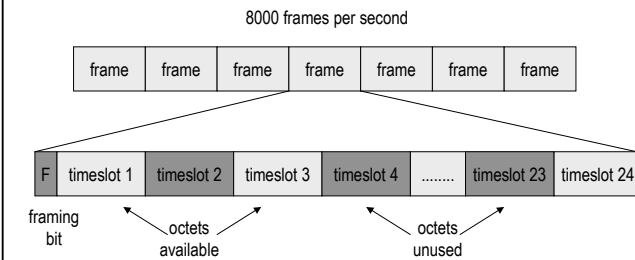 8000 frames per second
frame frame frame frame frame frame frame
F timeslot 1 timeslot 2 timeslot 3 timeslot 4 ........ timeslot 23 timeslot 24
framing
bit
octets
available
octets
unused